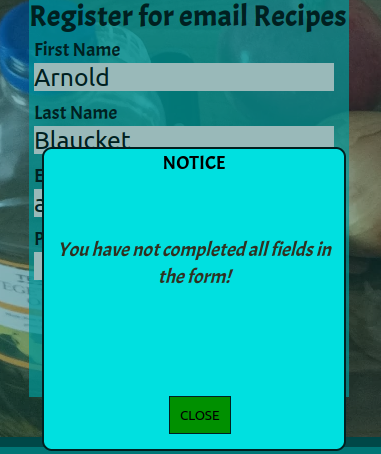 Register for email Recipes
First Name
Arnold
Last Name
Blaucket
E
a
P
NOTICE
You have not completed all fields in
the form!
CLOSE